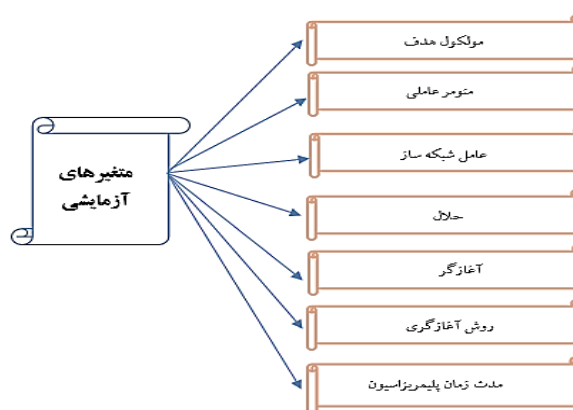 متغیرهای
آزمایشی
مولکول هدف
منومر عاملی
عامل شبکه ساز
حلال
آغازگر
روش آغازگری
مدت زمان پلیمریزاسیون